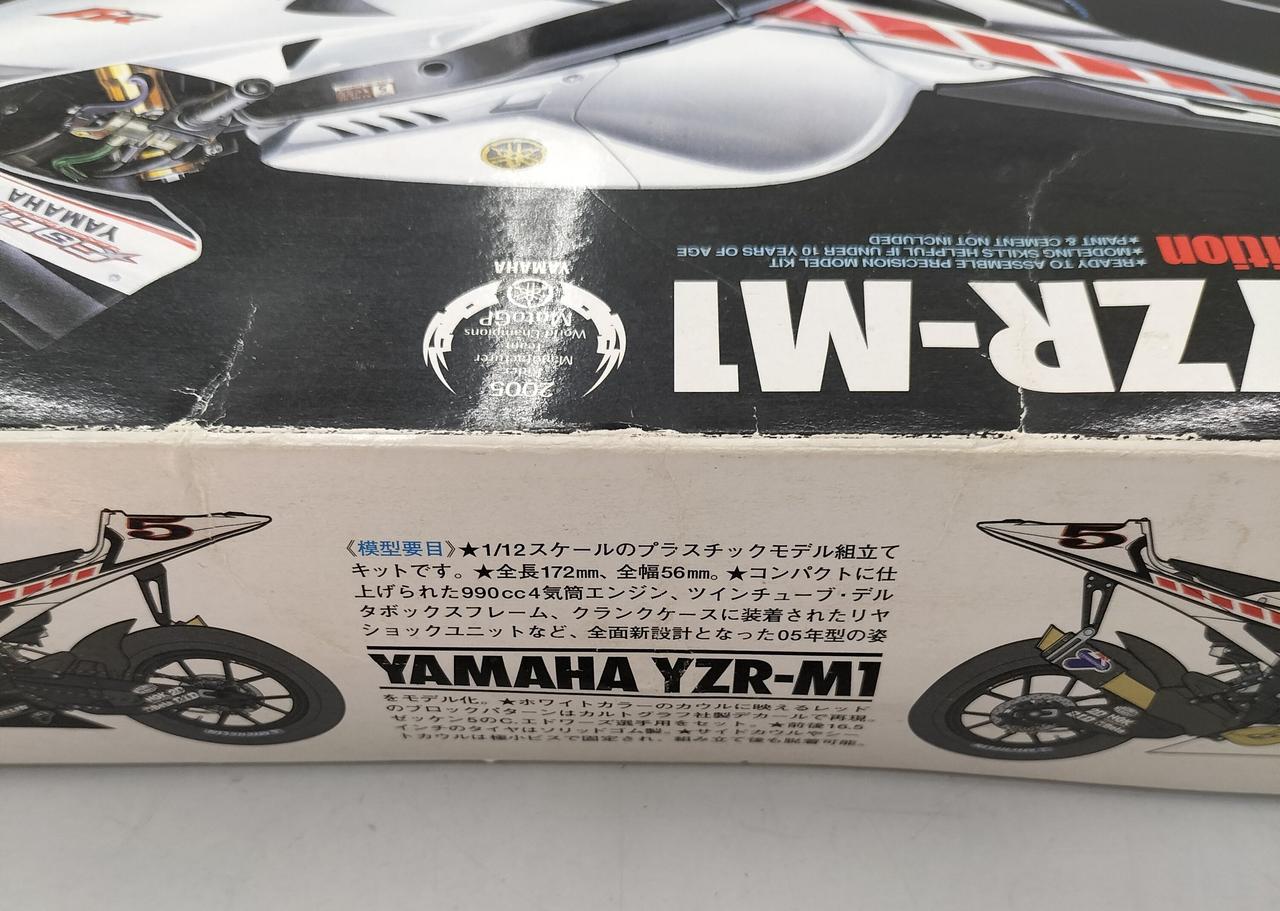 YAMAHA
ition
★READY TO ASSEMBLE PRECISION MODEL KIT
★MODELING SKILLS HELPFUL IF UNDER 10 YEARS OF AGE
★PAINT & CEMENT NOT INCLUDED
YZR-M1
2005
Rider
Manufacturer
Team
World Champions
MotoGP
YAMAHA
5
5
《模型要目》★1/12スケールのプラスチックモデル組立て
キットです。★全長172mm、全幅56mm。★コンパクトに仕
上げられた990cc4気筒エンジン、ツインチューブ・デル
タボックスフレーム、クランクケースに装着されたリヤ
ショックユニットなど、全面新設計となった05年型の姿
YAMAHA YZR-M1
をモデル化。★ホワイトカラーのカウルに映えるレッド
のブロックパターンはカルトグラフ社製デカールで再現。
ゼッケン5のC.エドワーズ選手用をセット。★前後16.5
インチのタイヤはソリッドゴム製。★サイドカウルやシー
トカウルは極小ビスで固定され、組み立て後も脱着可能。